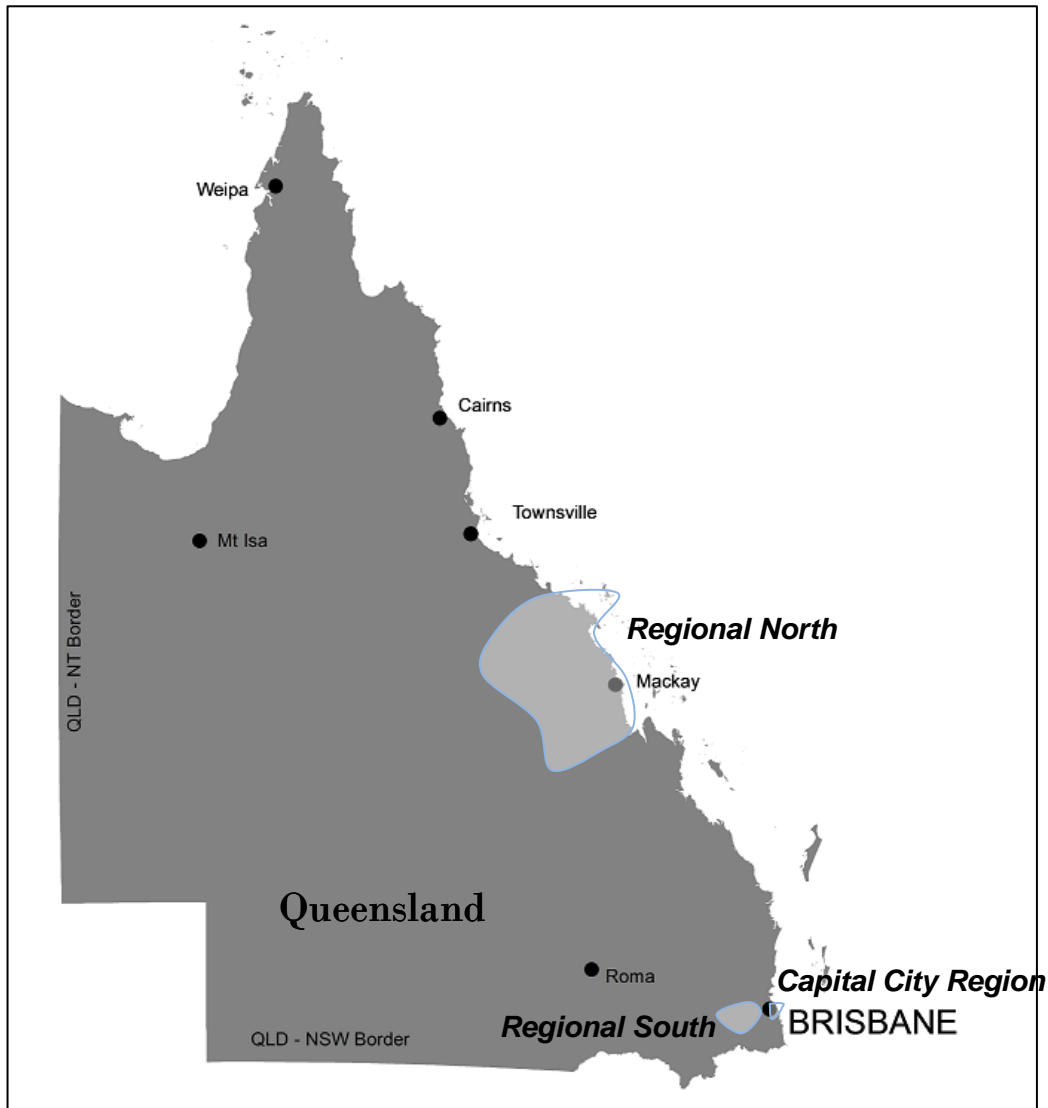 Weipa
Cairns
Townsville
Mt Isa
QLD - NT Border
Regional North
Mackay
Queensland
Roma
Capital City Region
Regional South
BRISBANE
QLD - NSW Border